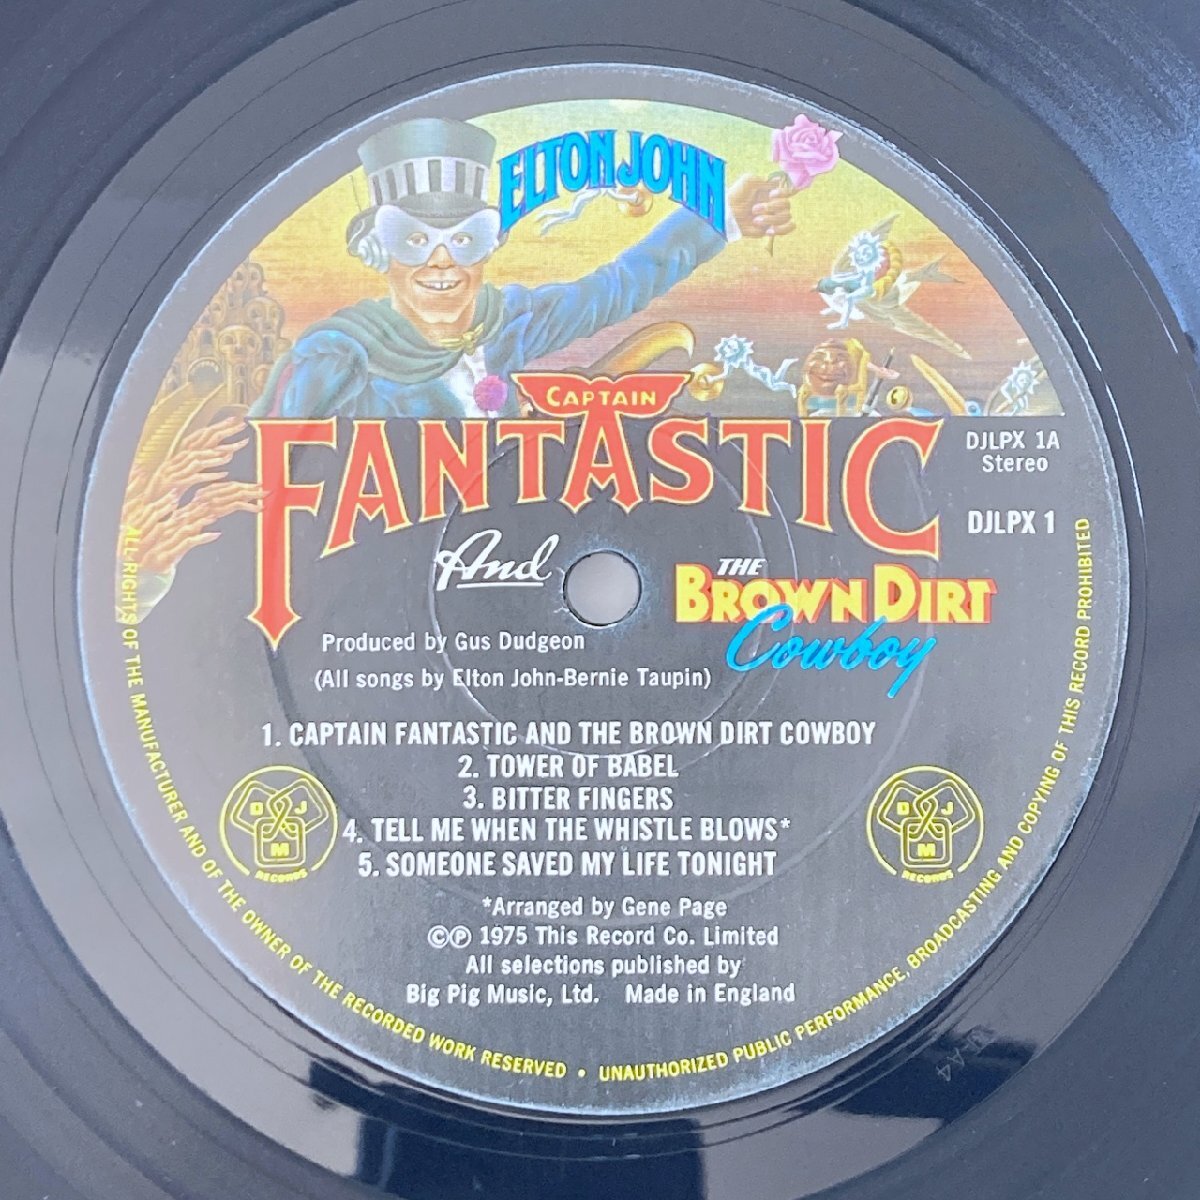 ELTON JOHN
CAPTAIN
FANTASTIC
And
THE
BROWN DIRT
Cowboy
DJLPX 1A
Stereo
DJLPX 1
Produced by Gus Dudgeon
(All songs by Elton John-Bernie Taupin)
1. CAPTAIN FANTASTIC AND THE BROWN DIRT COWBOY
2. TOWER OF BABEL
3. BITTER FINGERS
4. TELL ME WHEN THE WHISTLE BLOWS*
5. SOMEONE SAVED MY LIFE TONIGHT
DJM
RECORDS
DJM
RECORDS
*Arranged by Gene Page
©℗ 1975 This Record Co. Limited
All selections published by
Big Pig Music, Ltd. Made in England
ALL RIGHTS OF THE MANUFACTURER AND OF THE OWNER OF THE RECORDED WORK RESERVED • UNAUTHORIZED PUBLIC PERFORMANCE, BROADCASTING AND COPYING OF THIS RECORD PROHIBITED